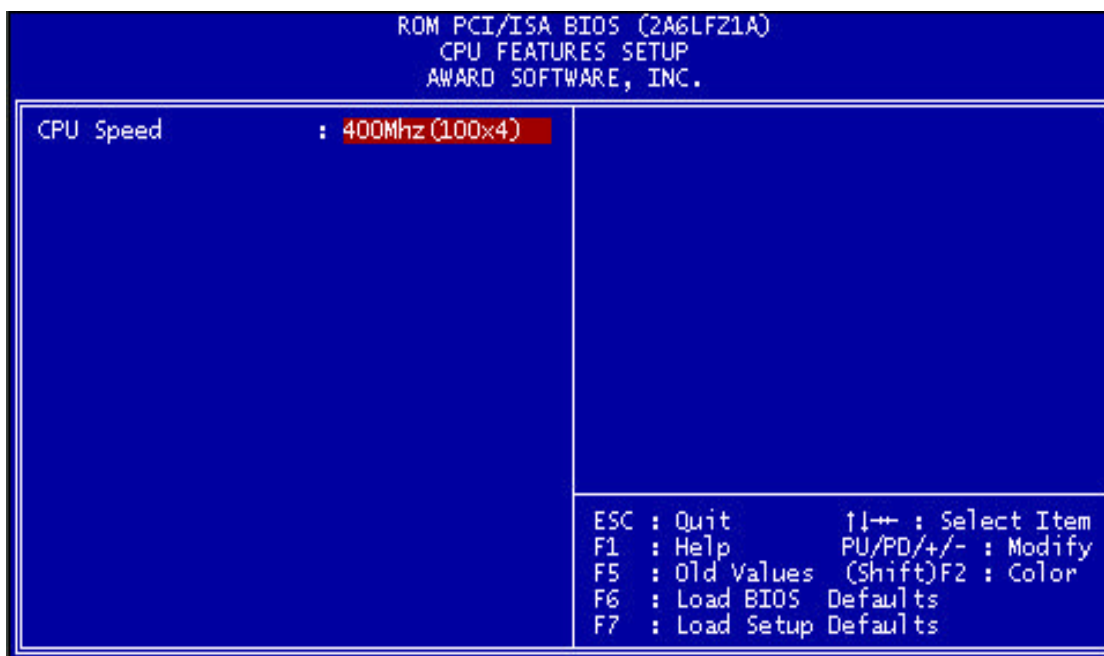 ROM PCI/ISA BIOS (2A6LFZ1A)
CPU FEATURES SETUP
AWARD SOFTWARE, INC.
CPU Speed : 400Mhz(100x4)
ESC : Quit ↑↓→← : Select Item
F1 : Help PU/PD/+/- : Modify
F5 : Old Values (Shift)F2 : Color
F6 : Load BIOS Defaults
F7 : Load Setup Defaults